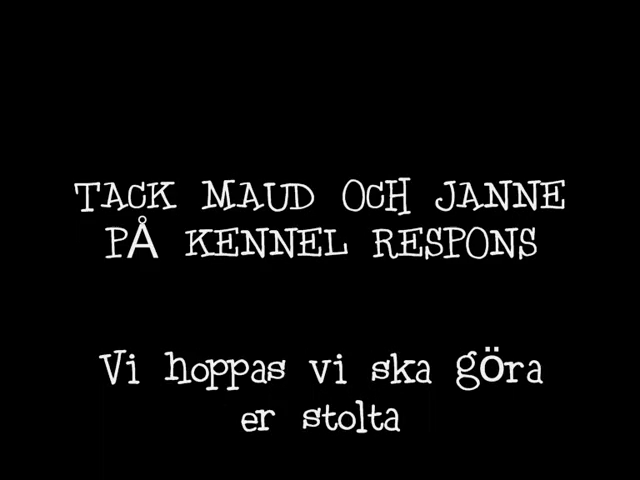 TACK MAUD OCH JANNE
PÅ KENNEL RESPONS
Vi hoppas vi ska göra
er stolta